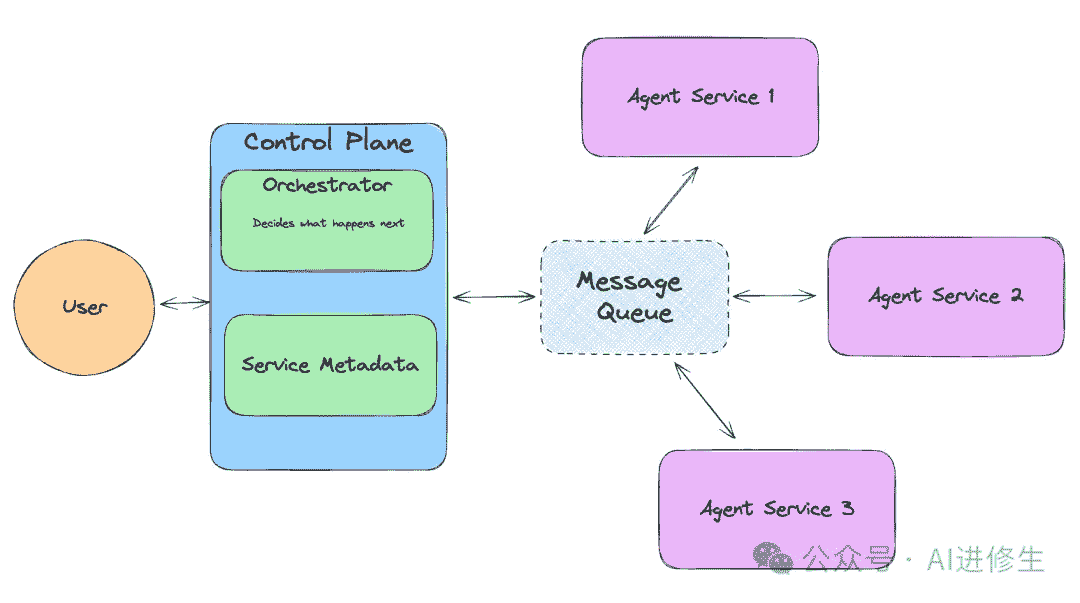 Control Plane
Orchestrator
Decides what happens next
Service Metadata
User
Message
Queue
Agent Service 1
Agent Service 2
Agent Service 3
公众号 · AI进修生